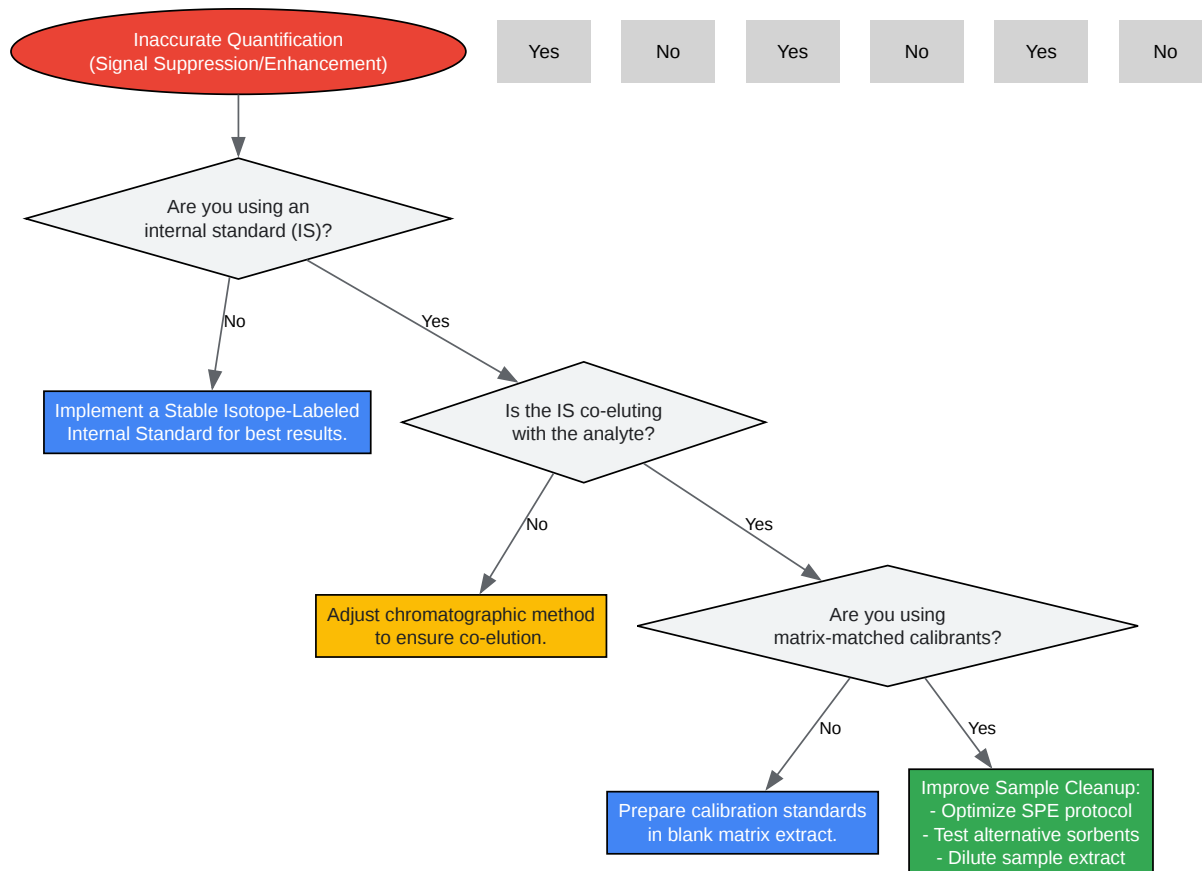 Inaccurate Quantification
(Signal Suppression/Enhancement)
Yes
No
Yes
No
Yes
No
Are you using an
internal standard (IS)?
No
Yes
Implement a Stable Isotope-Labeled
Internal Standard for best results.
Is the IS co-eluting
with the analyte?
No
Yes
Adjust chromatographic method
to ensure co-elution.
Are you using
matrix-matched calibrants?
No
Yes
Prepare calibration standards
in blank matrix extract.
Improve Sample Cleanup:
- Optimize SPE protocol
- Test alternative sorbents
- Dilute sample extract